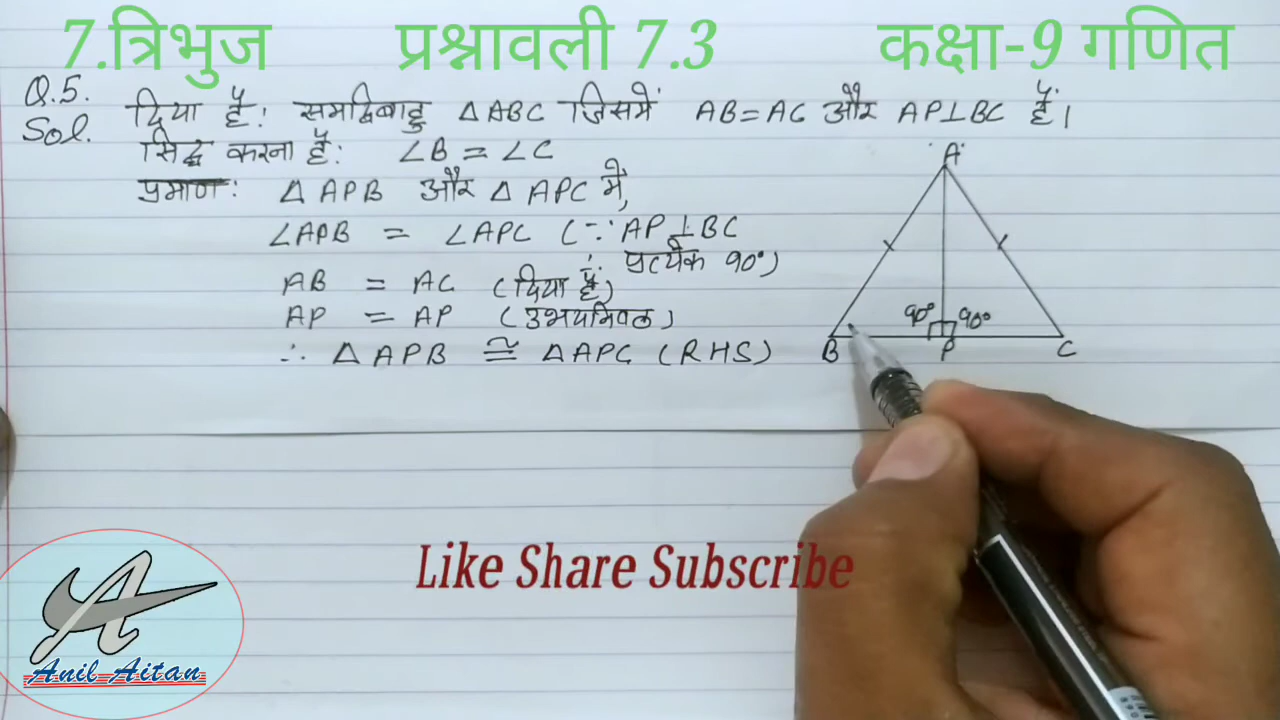 7.त्रिभुज प्रश्नावली 7.3 कक्षा-9 गणित
Q.5.
Sol. दिया है: समद्विबाहु △ABC जिसमें AB=AC और AP⊥BC है।
सिद्ध करना है: ∠B = ∠C
प्रमाण: △APB और △APC में,
∠APB = ∠APC (∵ AP⊥BC
∴ प्रत्येक 90°)
AB = AC (दिया है)
AP = AP (उभयनिष्ठ)
∴ △APB ≅ △APC (RHS)
A
90° 90°
B P C
Like Share Subscribe
A
Anil Aitan